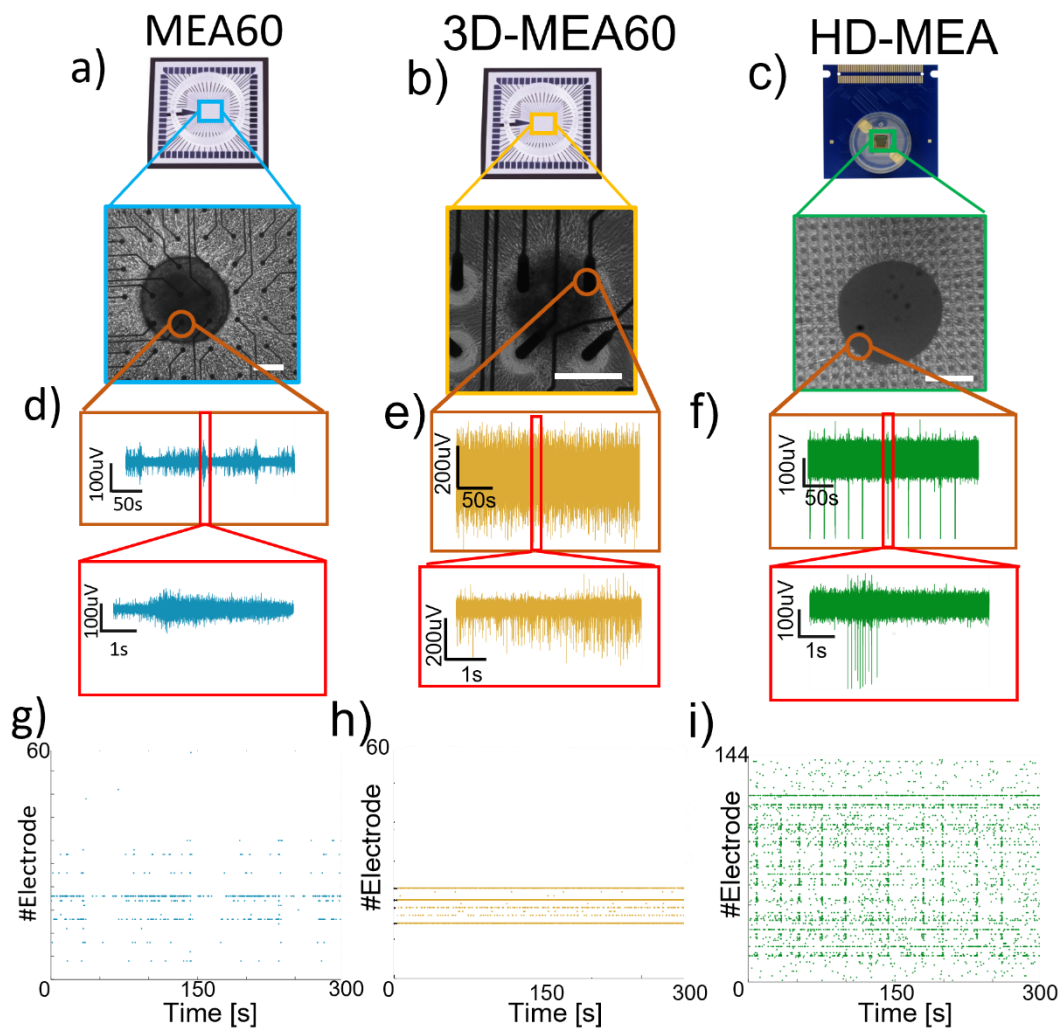 MEA60
3D-MEA60
HD-MEA
a)
b)
c)
d)
100uV
50s
e)
200uV
50s
f)
100uV
50s
100uV
1s
200uV
1s
100uV
1s
g)
60
#Electrode
0
150
300
Time [s]
h)
60
#Electrode
0
150
300
Time [s]
i)
144
#Electrode
0
150
300
Time [s]